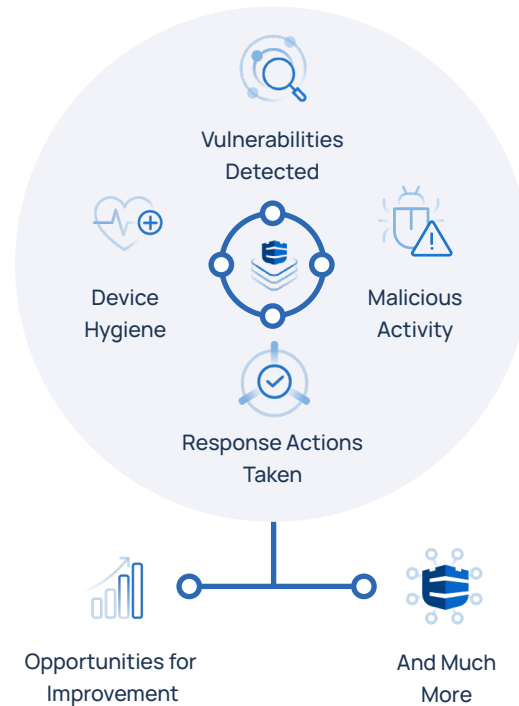 Vulnerabilities
Detected
Device
Hygiene
Malicious
Activity
Response Actions
Taken
Opportunities for
Improvement
And Much
More